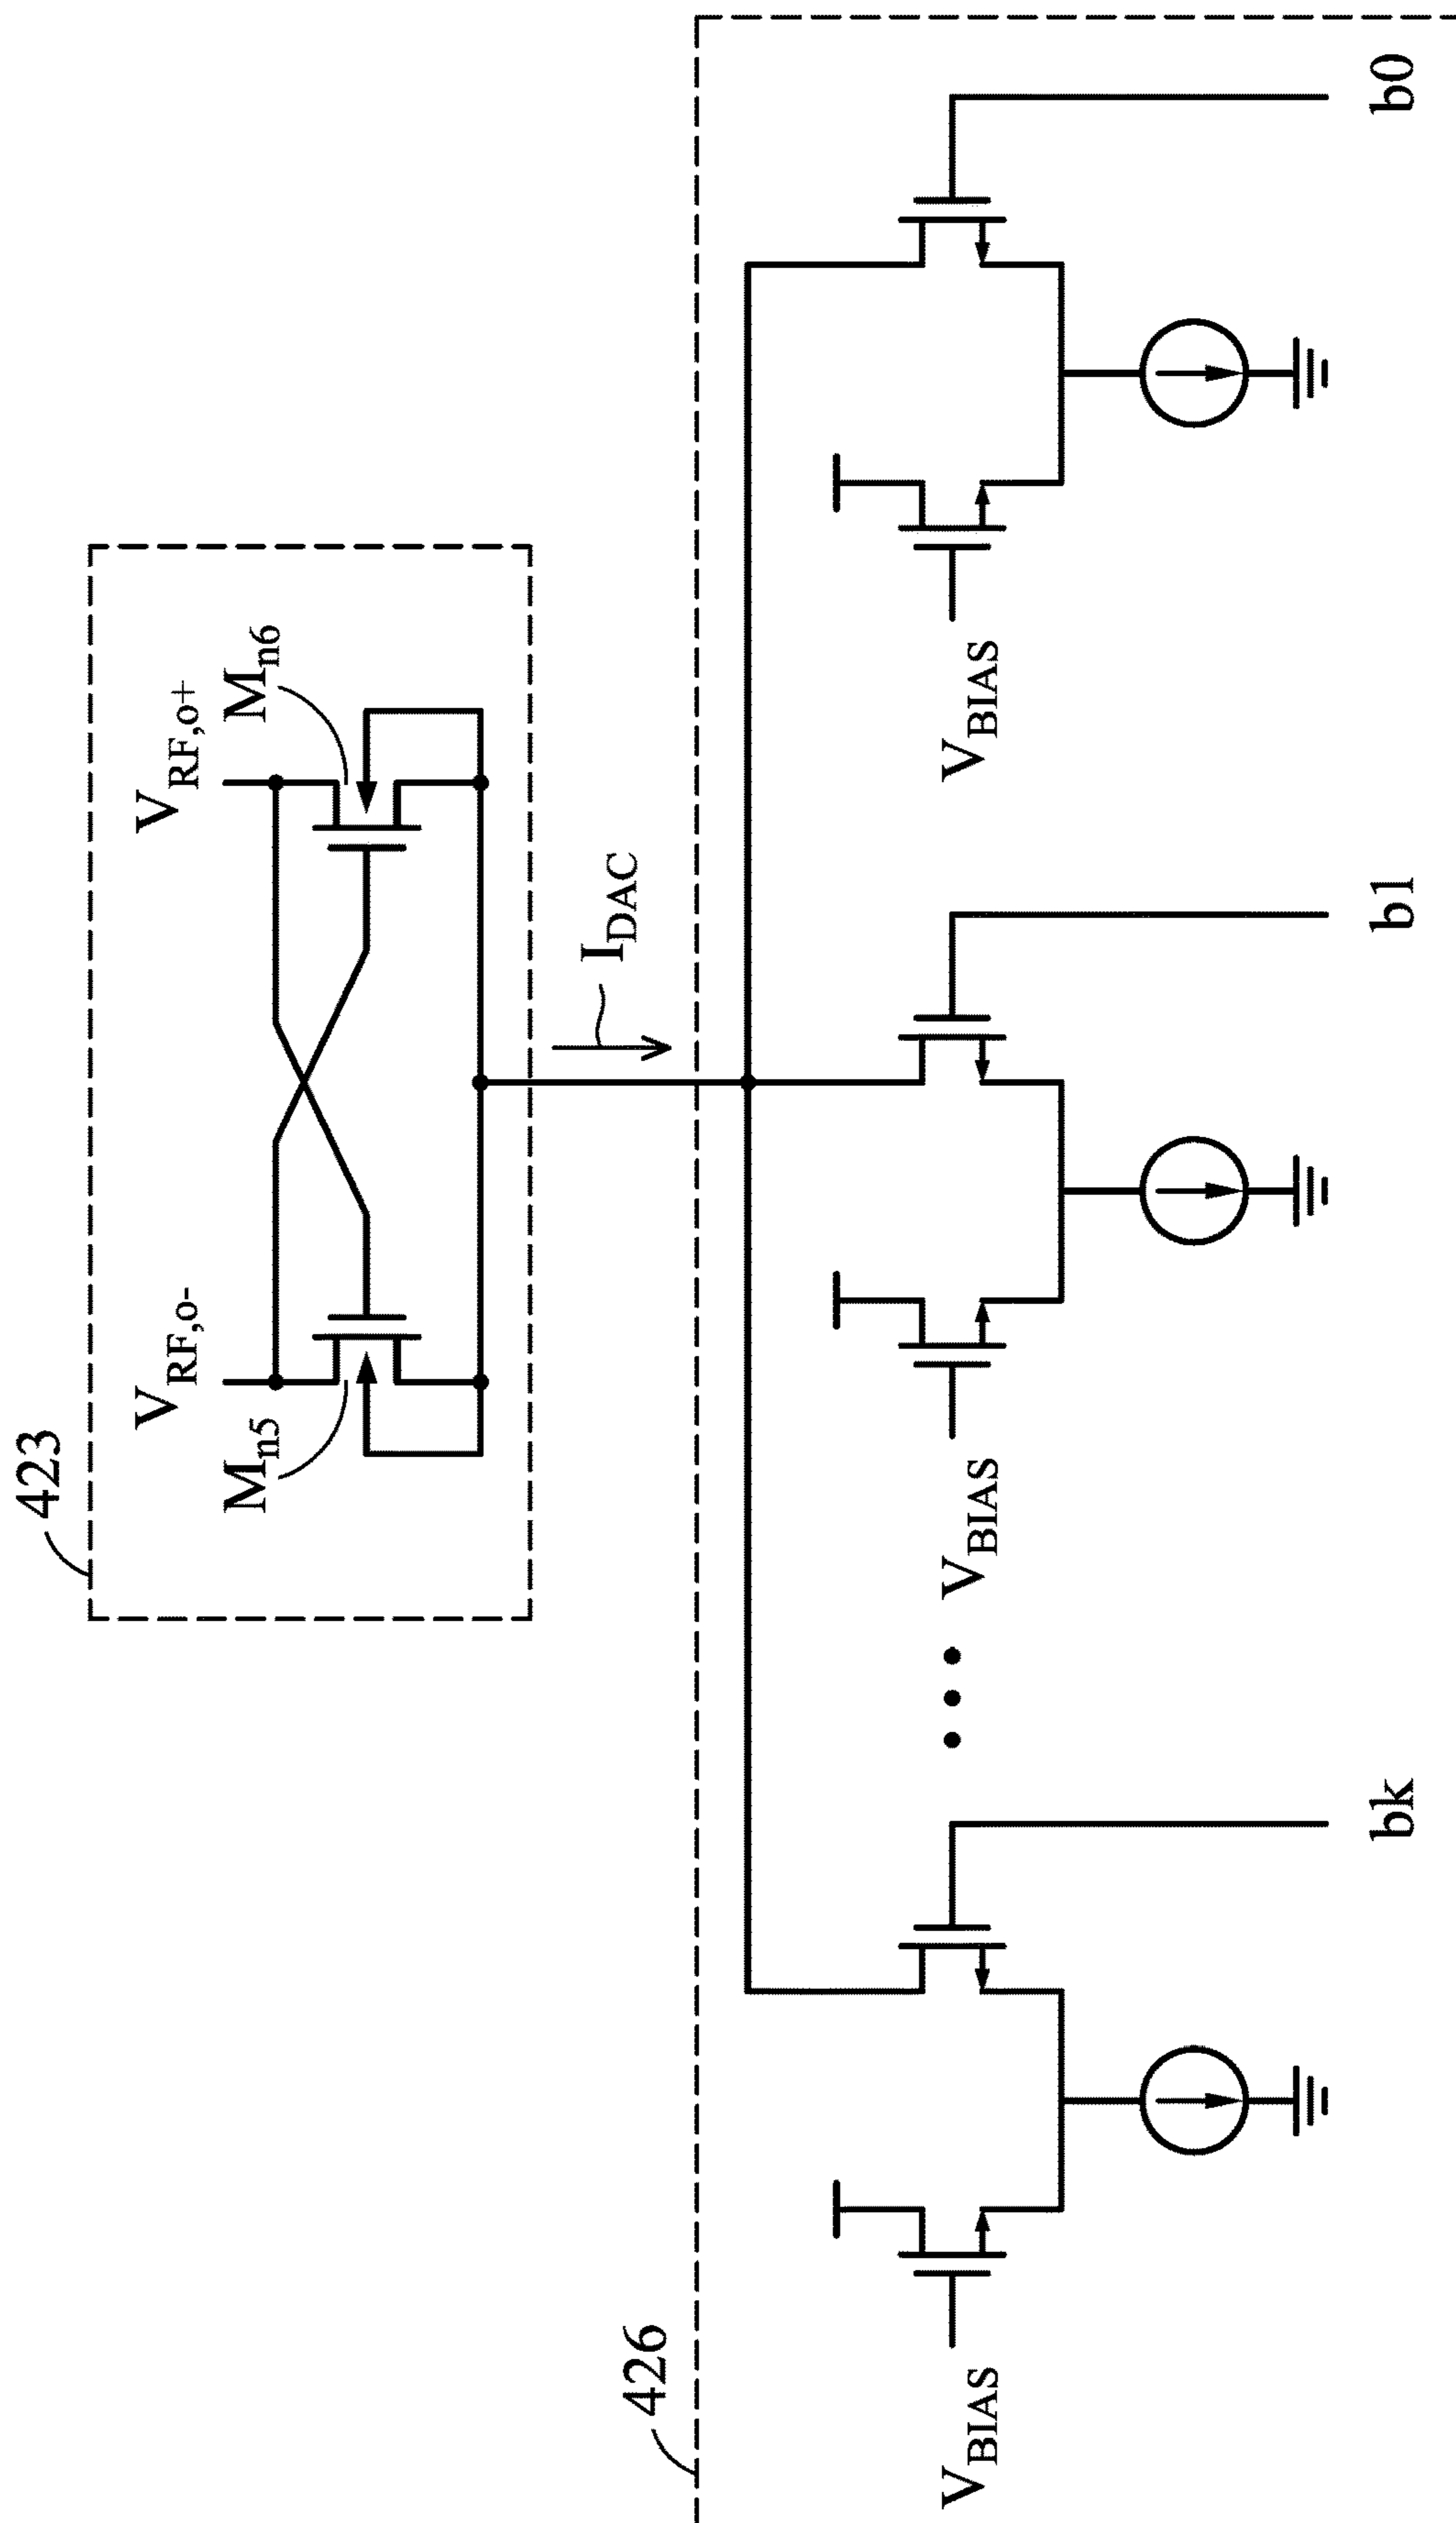 423
V_RF,o-
V_RF,o+
M_n5
M_n6
I_DAC
426
V_BIAS
V_BIAS
V_BIAS
bk
b1
b0